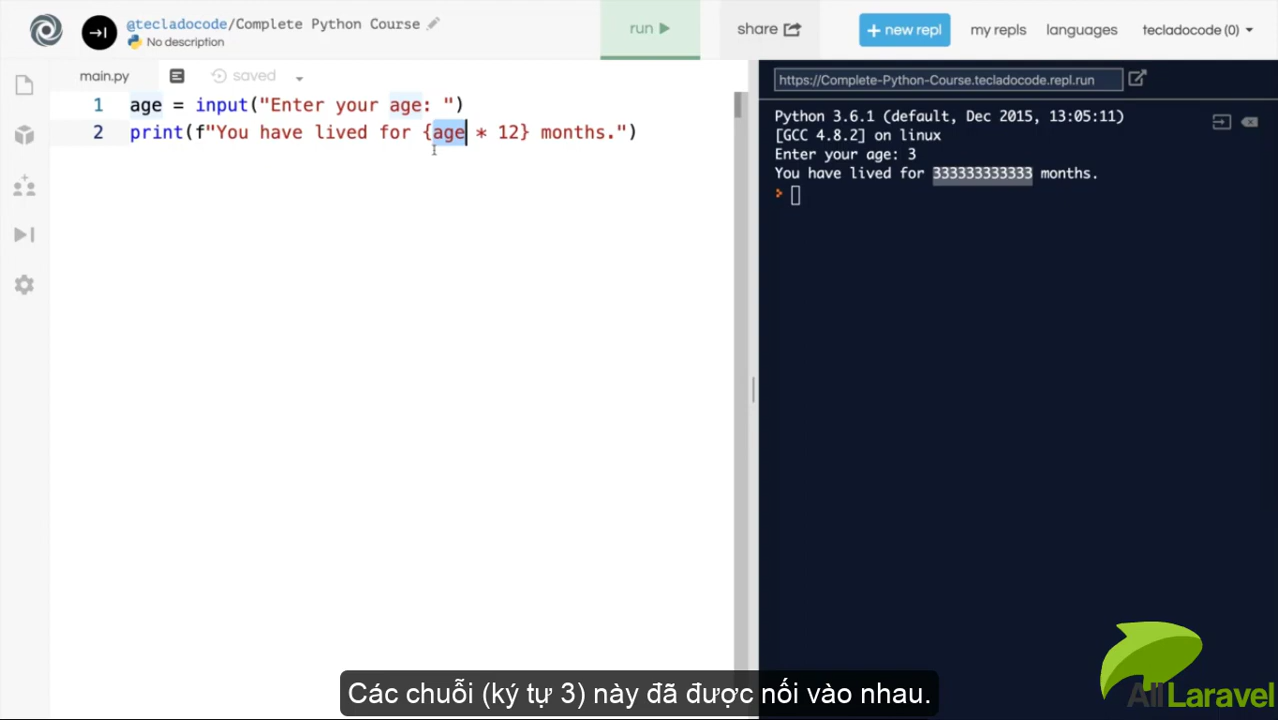 @tecladocode/Complete Python Course
No description
run
share
+ new repl
my repls
languages
tecladocode (0)
main.py
saved
https://Complete-Python-Course.tecladocode.repl.run
1 age = input("Enter your age: ")
2 print(f"You have lived for {age * 12} months.")
Python 3.6.1 (default, Dec 2015, 13:05:11)
[GCC 4.8.2] on linux
Enter your age: 3
You have lived for 333333333333 months.
Các chuỗi (ký tự 3) này đã được nối vào nhau.
AllLaravel